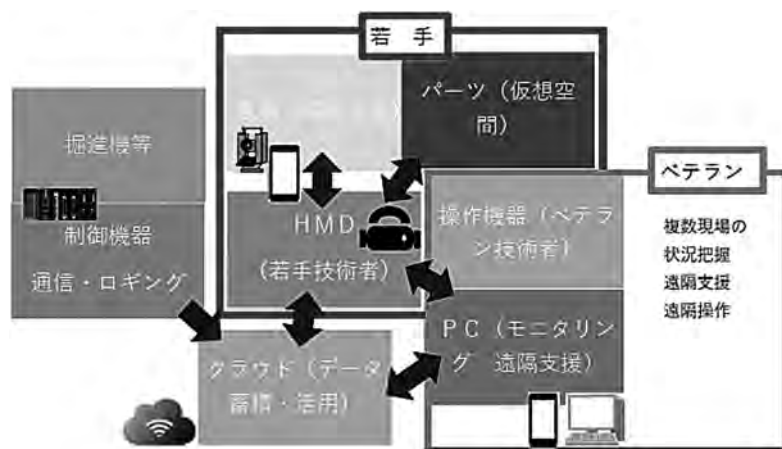 若 手
パーツ（仮想空
間）
掘進機等
ベテラン
HMD
(若手技術者）
操作機器（ベテ
ラン技術者）
複数現場の
状況把握
遠隔支援
遠隔操作
制御機器
通信・ロギング
ＰＣ（モニタリン
グ　遠隔支援）
クラウド（データ
蓄積・活用）